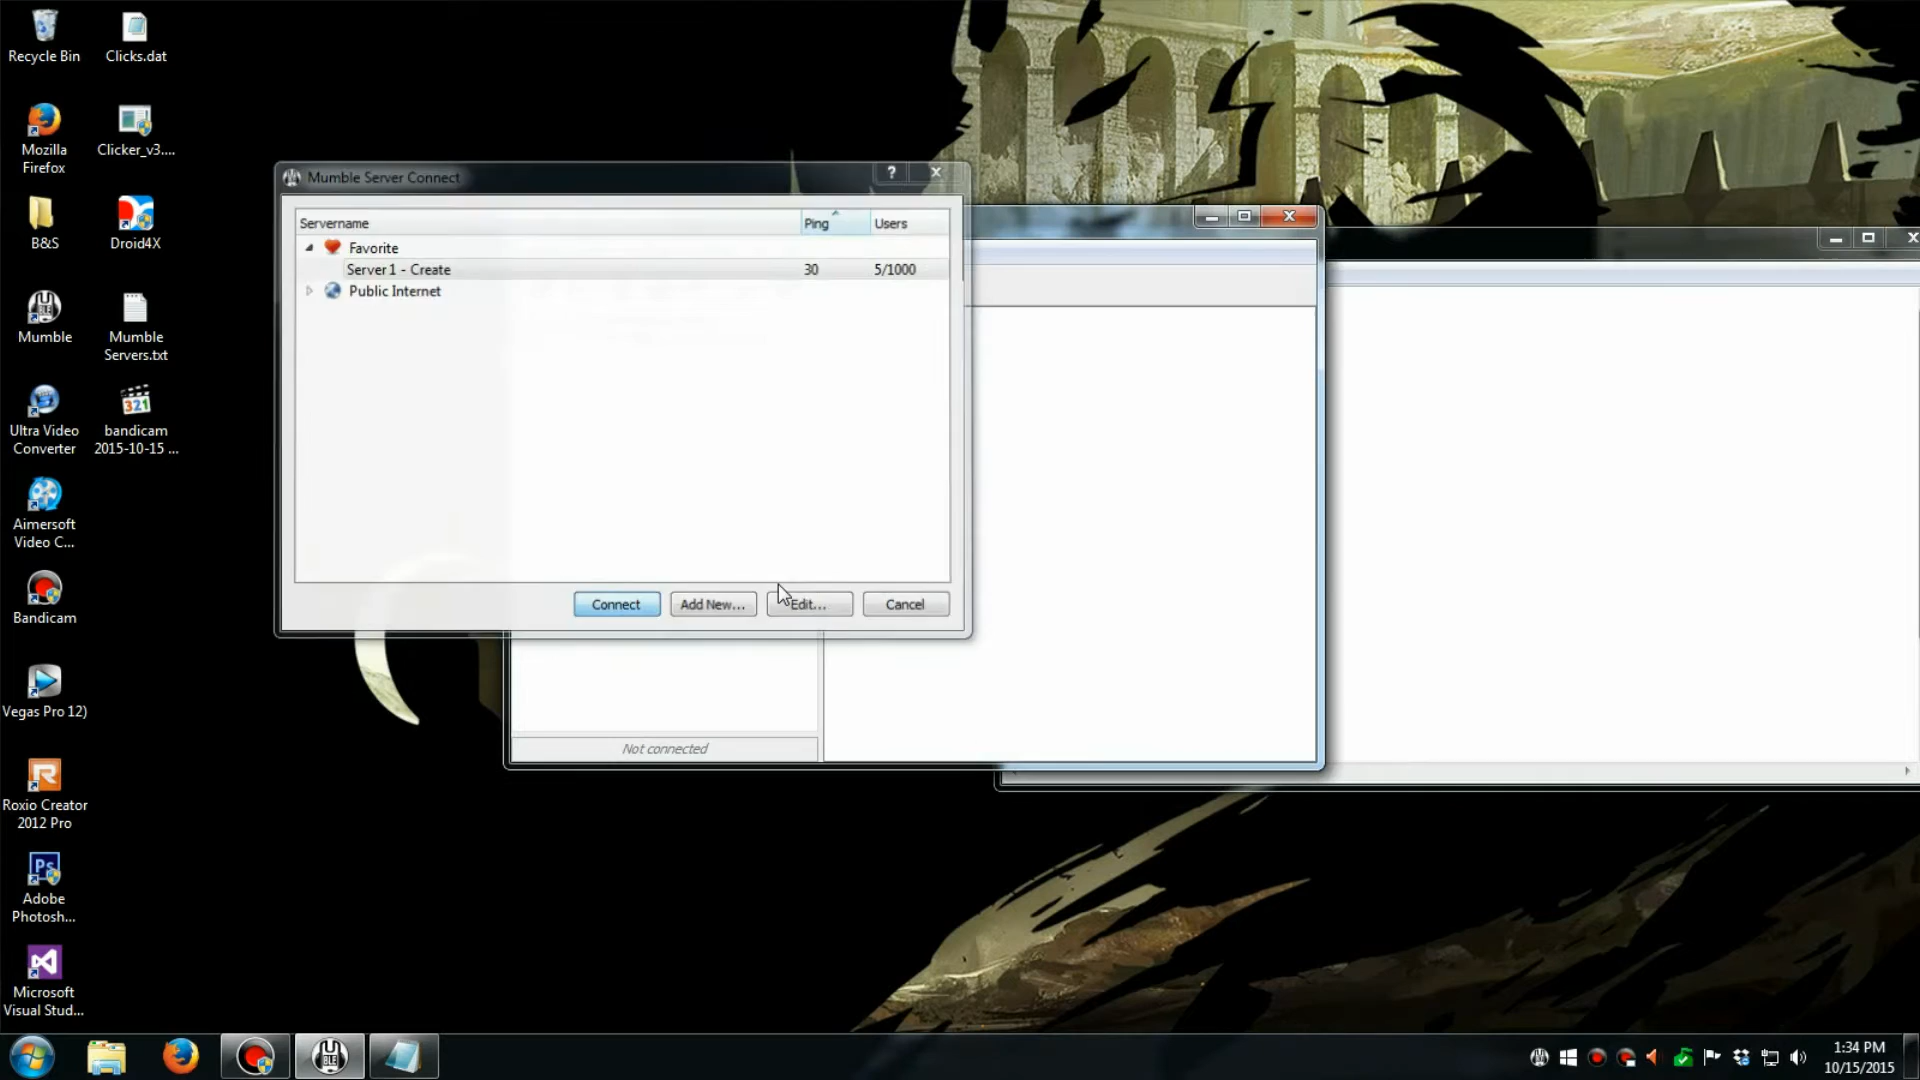 Recycle Bin
Clicks.dat
Mozilla
Firefox
Clicker_v3....
B&S
Droid4X
Mumble
Mumble
Servers.txt
Ultra Video
Converter
321
bandicam
2015-10-15 ...
Aimersoft
Video C...
Bandicam
Vegas Pro 12)
Roxio Creator
2012 Pro
Adobe
Photosh...
Microsoft
Visual Stud...
Mumble Server Connect
Servername
Ping
Users
Favorite
Server1 - Create
30
5/1000
Public Internet
Connect
Add New...
Edit...
Cancel
Not connected
1:34 PM
10/15/2015